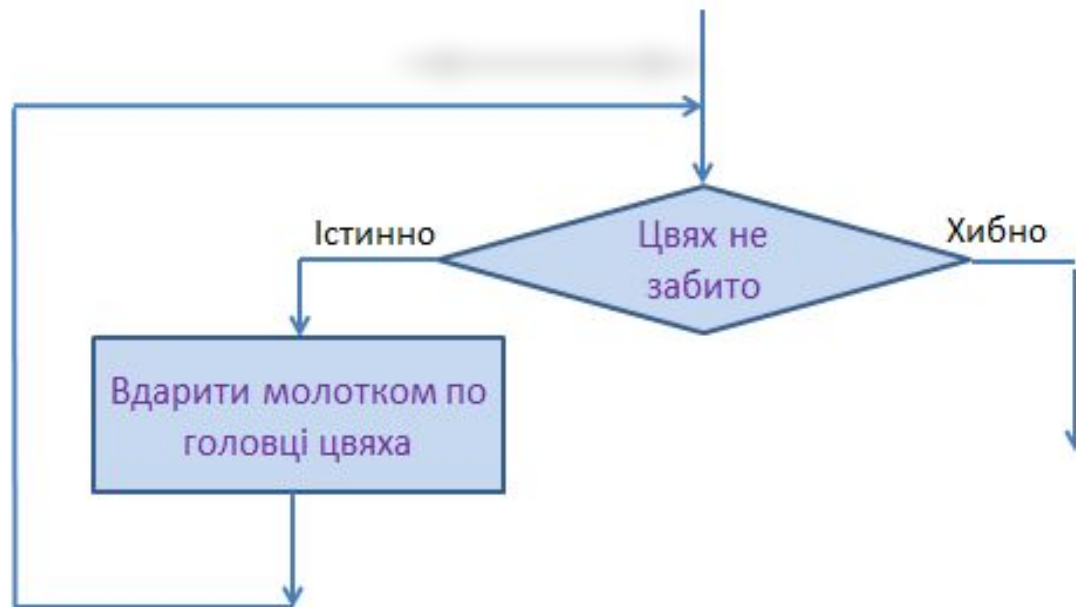 Істинно
Цвях не
забито
Хибно
Вдарити молотком по
головці цвяха